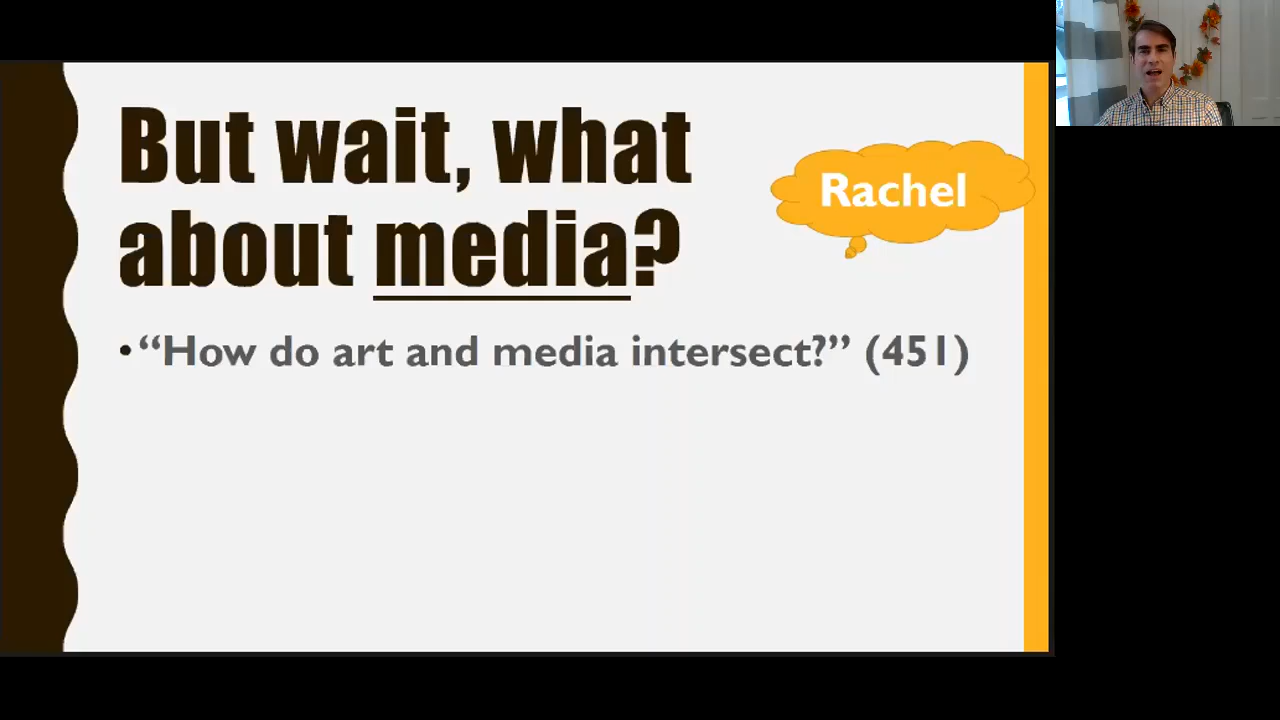 But wait, what
about media?
Rachel
• “How do art and media intersect?” (451)